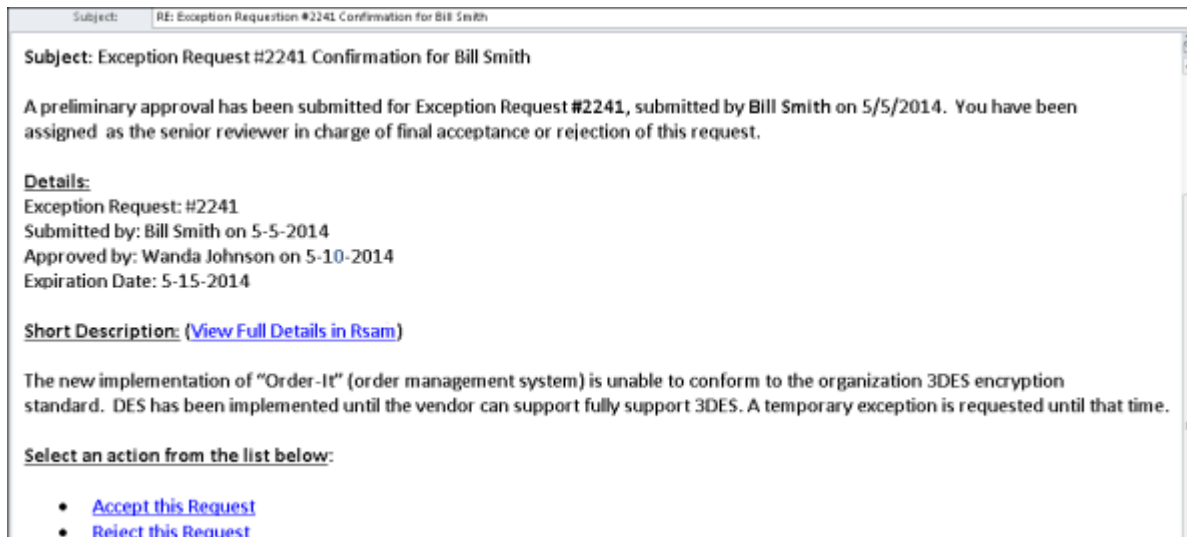 Subject: RE: Exception Requestion #2241 Confirmation for Bill Smith
Subject: Exception Request #2241 Confirmation for Bill Smith
A preliminary approval has been submitted for Exception Request #2241, submitted by Bill Smith on 5/5/2014. You have been
assigned as the senior reviewer in charge of final acceptance or rejection of this request.
Details:
Exception Request: #2241
Submitted by: Bill Smith on 5-5-2014
Approved by: Wanda Johnson on 5-10-2014
Expiration Date: 5-15-2014
Short Description: (View Full Details in Rsam)
The new implementation of “Order-It” (order management system) is unable to conform to the organization 3DES encryption
standard. DES has been implemented until the vendor can support fully support 3DES. A temporary exception is requested until that time.
Select an action from the list below:
• Accept this Request
• Reject this Request